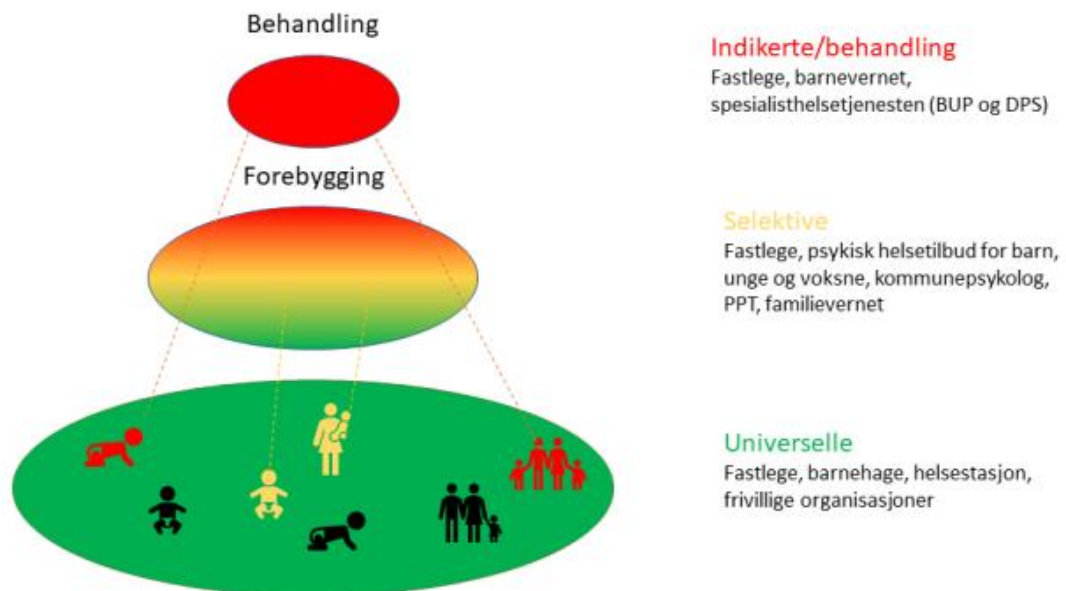 Behandling
Indikerte/behandling
Fastlege, barnevernet,
spesialisthelsetjenesten (BUP og DPS)
Forebygging
Selektive
Fastlege, psykisk helsetilbud for barn,
unge og voksne, kommunepsykolog,
PPT, familievernet
Universelle
Fastlege, barnehage, helsestasjon,
frivillige organisasjoner